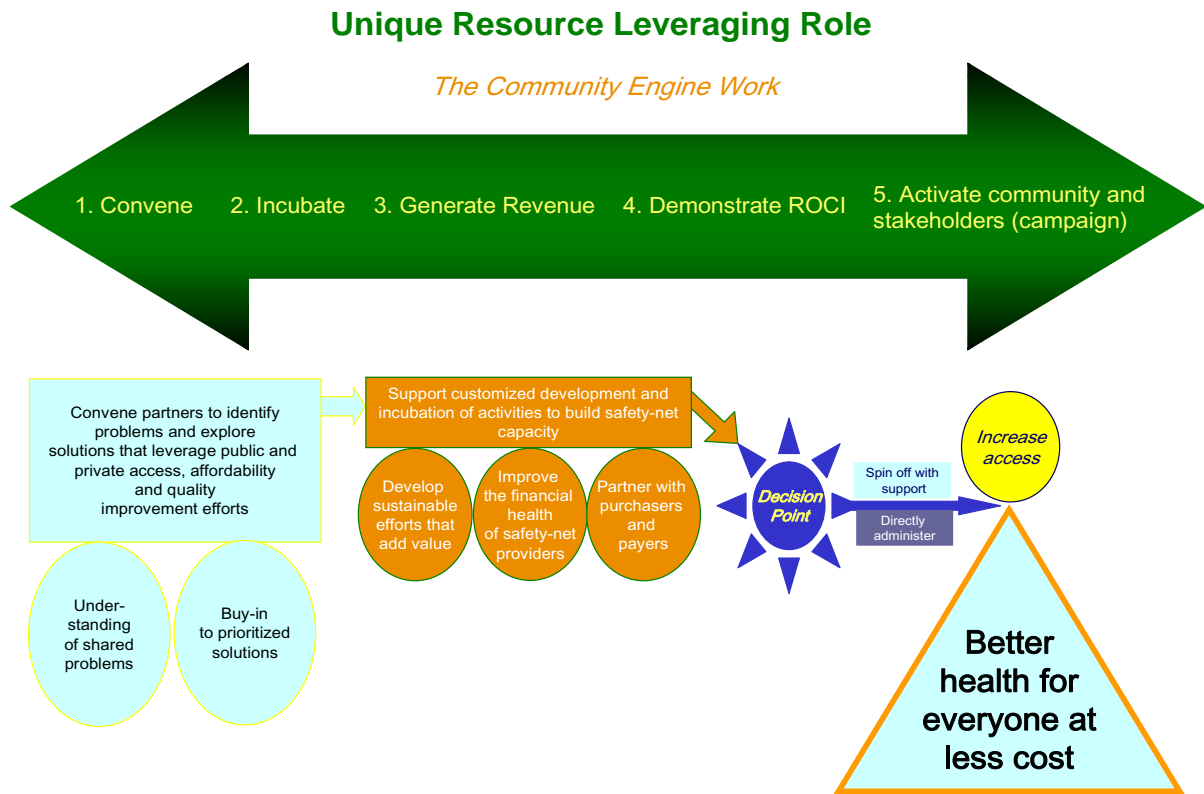 Unique Resource Leveraging Role
The Community Engine Work
1. Convene
2. Incubate
3. Generate Revenue
4. Demonstrate ROCI
5. Activate community and
stakeholders (campaign)
Convene partners to identify
problems and explore
solutions that leverage public and
private access, affordability
and quality
improvement efforts
Under-
standing
of shared
problems
Buy-in
to prioritized
solutions
Support customized development and
incubation of activities to build safety-net
capacity
Develop
sustainable
efforts that
add value
Improve
the financial
health
of safety-net
providers
Partner with
purchasers
and
payers
Decision
Point
Spin off with
support
Directly
administer
Increase
access
Better
health for
everyone at
less cost